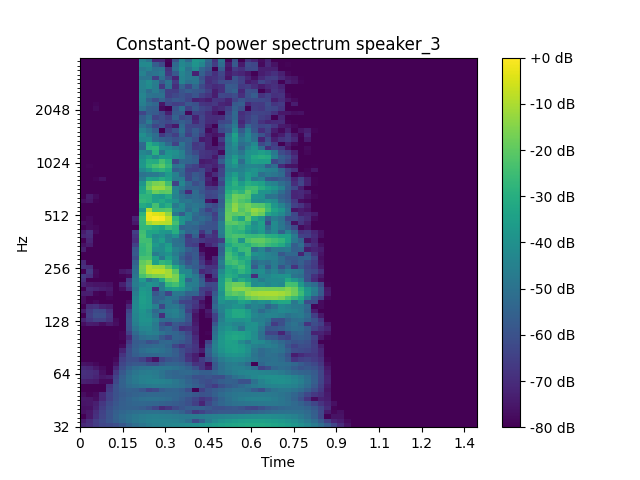 Constant-Q power spectrum speaker_3
Hz
2048
1024
512
256
128
64
32
0 0.15 0.3 0.45 0.6 0.75 0.9 1.1 1.2 1.4
Time
+0 dB
-10 dB
-20 dB
-30 dB
-40 dB
-50 dB
-60 dB
-70 dB
-80 dB